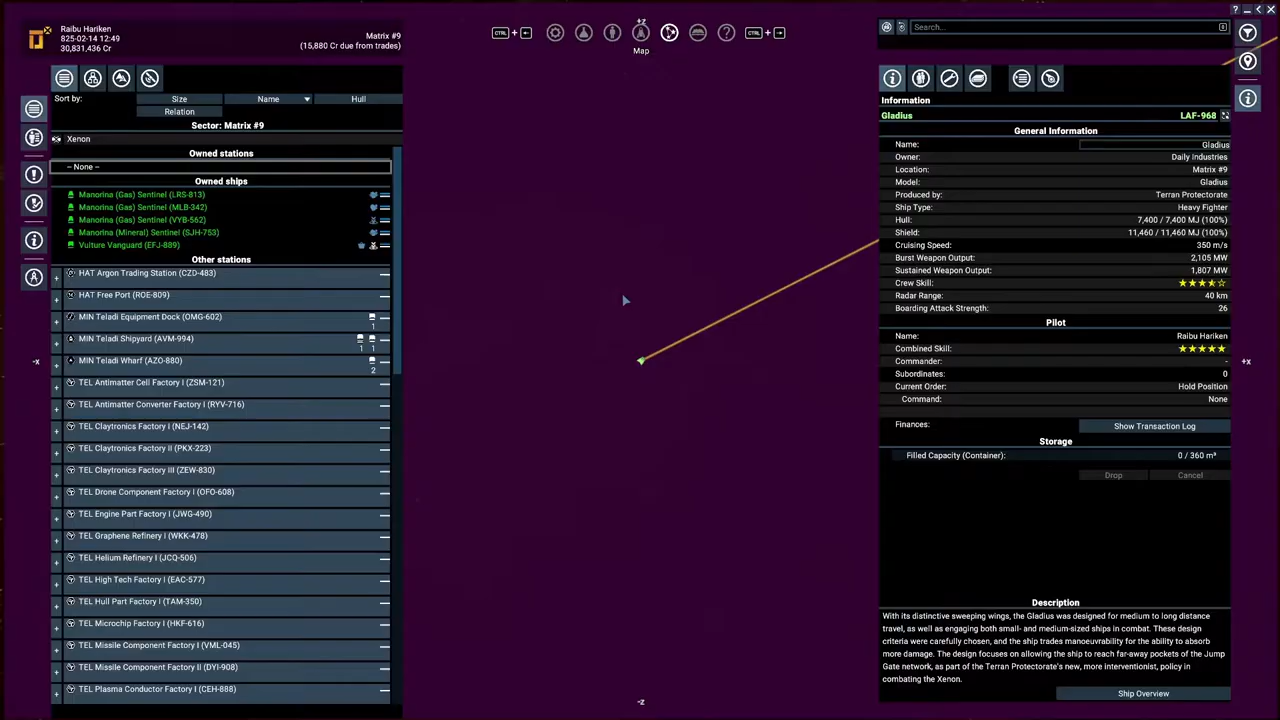 Raibu Hariken
825-02-14 12:49
30,831,436 Cr
Matrix #9
(15,880 Cr due from trades)
CTRL + ←
+z
CTRL + →
Map
Search...
Sort by:
Size
Name
Hull
Relation
Sector: Matrix #9
Xenon
Owned stations
-- None --
Owned ships
Manorina (Gas) Sentinel (LRS-813)
Manorina (Gas) Sentinel (MLB-342)
Manorina (Gas) Sentinel (VYB-562)
Manorina (Mineral) Sentinel (SJH-753)
Vulture Vanguard (EFJ-889)
Other stations
HAT Argon Trading Station (CZD-483)
HAT Free Port (ROE-809)
MIN Teladi Equipment Dock (OMG-602)
1
MIN Teladi Shipyard (AVM-994)
1 1
MIN Teladi Wharf (AZO-880)
2
TEL Antimatter Cell Factory I (ZSM-121)
TEL Antimatter Converter Factory I (RYV-716)
TEL Claytronics Factory I (NEJ-142)
TEL Claytronics Factory II (PKX-223)
TEL Claytronics Factory III (ZEW-830)
TEL Drone Component Factory I (OFO-608)
TEL Engine Part Factory I (JWG-490)
TEL Graphene Refinery I (WKK-478)
TEL Helium Refinery I (JCQ-506)
TEL High Tech Factory I (EAC-577)
TEL Hull Part Factory I (TAM-350)
TEL Microchip Factory I (HKF-616)
TEL Missile Component Factory I (VML-045)
TEL Missile Component Factory II (DYI-908)
TEL Plasma Conductor Factory I (CEH-888)
-x
+x
-z
Information
Gladius LAF-968
General Information
Name: Gladius
Owner: Daily Industries
Location: Matrix #9
Model: Gladius
Produced by: Terran Protectorate
Ship Type: Heavy Fighter
Hull: 7,400 / 7,400 MJ (100%)
Shield: 11,460 / 11,460 MJ (100%)
Cruising Speed: 350 m/s
Burst Weapon Output: 2,105 MW
Sustained Weapon Output: 1,807 MW
Crew Skill: ★★★⯪☆
Radar Range: 40 km
Boarding Attack Strength: 26
Pilot
Name: Raibu Hariken
Combined Skill: ★★★★★
Commander: -
Subordinates: 0
Current Order: Hold Position
Command: None
Finances: Show Transaction Log
Storage
Filled Capacity (Container): 0 / 360 m³
Drop Cancel
Description
With its distinctive sweeping wings, the Gladius was designed for medium to long distance
travel, as well as engaging both small- and medium-sized ships in combat. These design
criteria were carefully chosen, and the ship trades maneuvrability for the ability to absorb
more damage. The design focuses on allowing the ship to reach far-away pockets of the Jump
Gate network, as part of the Terran Protectorate's new, more interventionist, policy in
combating the Xenon.
Ship Overview